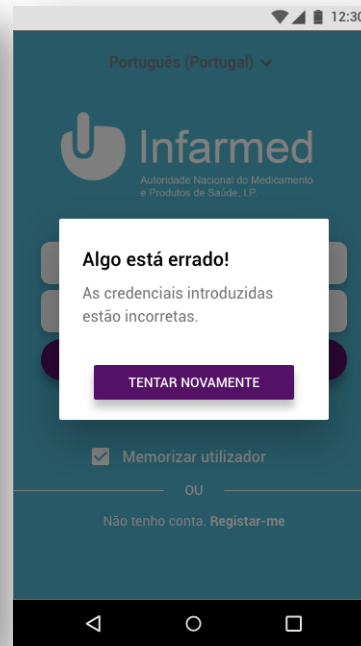 12:30
Português (Portugal)
Infarmed
Autoridade Nacional do Medicamento
e Produtos de Saúde, I.P.
Algo está errado!
As credenciais introduzidas
estão incorretas.
TENTAR NOVAMENTE
Memorizar utilizador
OU
Não tenho conta. Registar-me